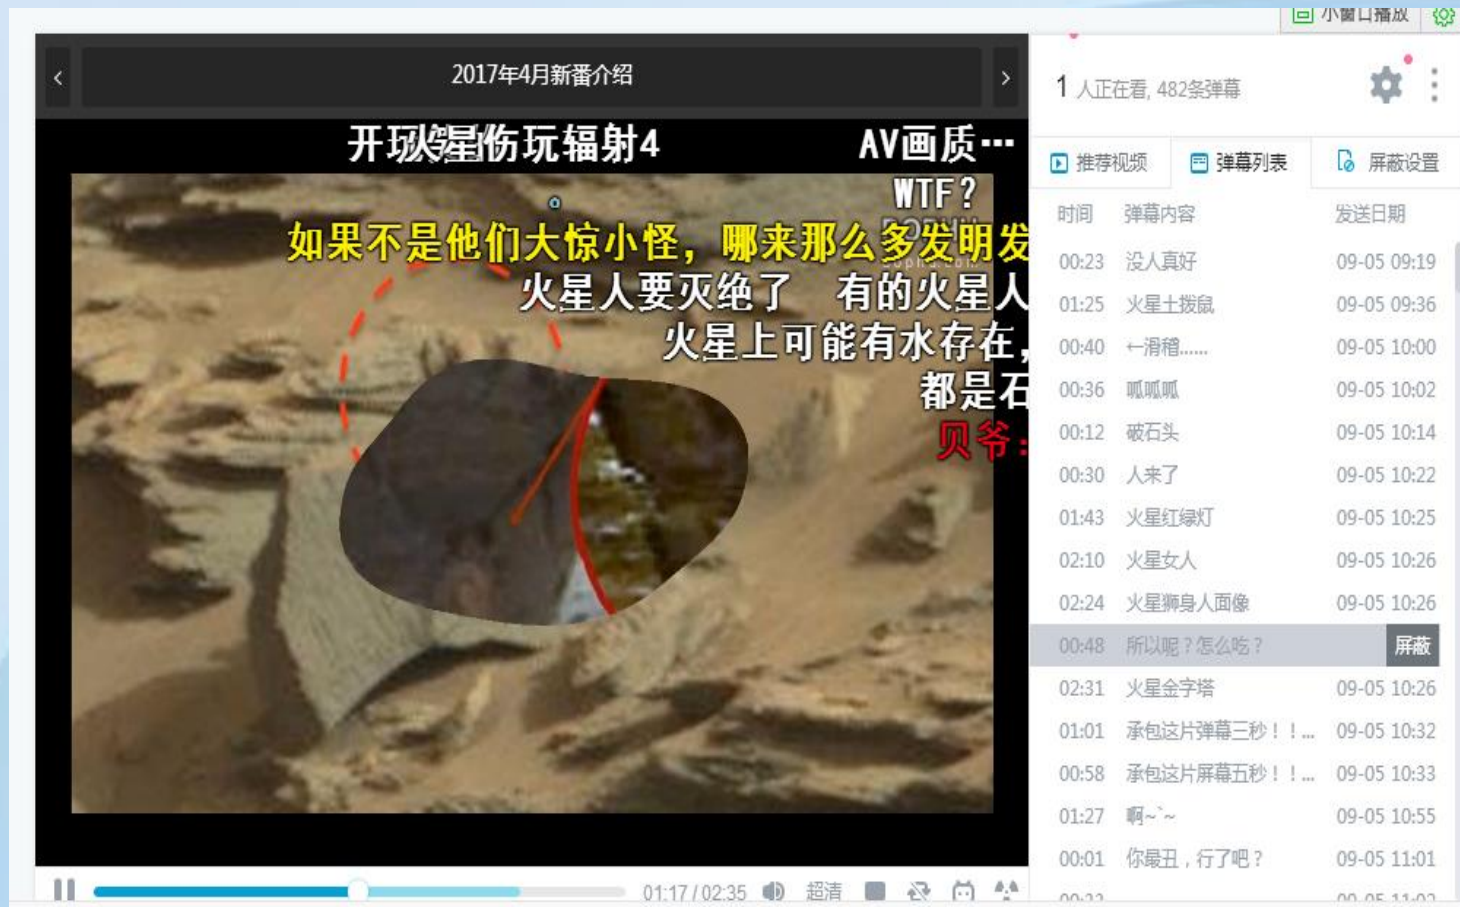 小窗口播放
2017年4月新番介绍
1 人正在看, 482条弹幕
火星伤玩辐射4
AV画质…
WTF?
如果不是他们大惊小怪，哪来那么多发明发
火星人要灭绝了 有的火星人
火星上可能有水存在，
都是石
贝爷：
推荐视频 弹幕列表 屏蔽设置
时间 弹幕内容 发送日期
00:23 没人真好 09-05 09:19
01:25 火星土拨鼠 09-05 09:36
00:40 ←滑稽...... 09-05 10:00
00:36 呱呱呱 09-05 10:02
00:12 破石头 09-05 10:14
00:30 人来了 09-05 10:22
01:43 火星红绿灯 09-05 10:25
02:10 火星女人 09-05 10:26
02:24 火星狮身人面像 09-05 10:26
00:48 所以呢？怎么吃？ 屏蔽
02:31 火星金字塔 09-05 10:26
01:01 承包这片弹幕三秒！！... 09-05 10:32
00:58 承包这片屏幕五秒！！... 09-05 10:33
01:27 啊~`~ 09-05 10:55
00:01 你最丑，行了吧？ 09-05 11:01
01:17 / 02:35 超清